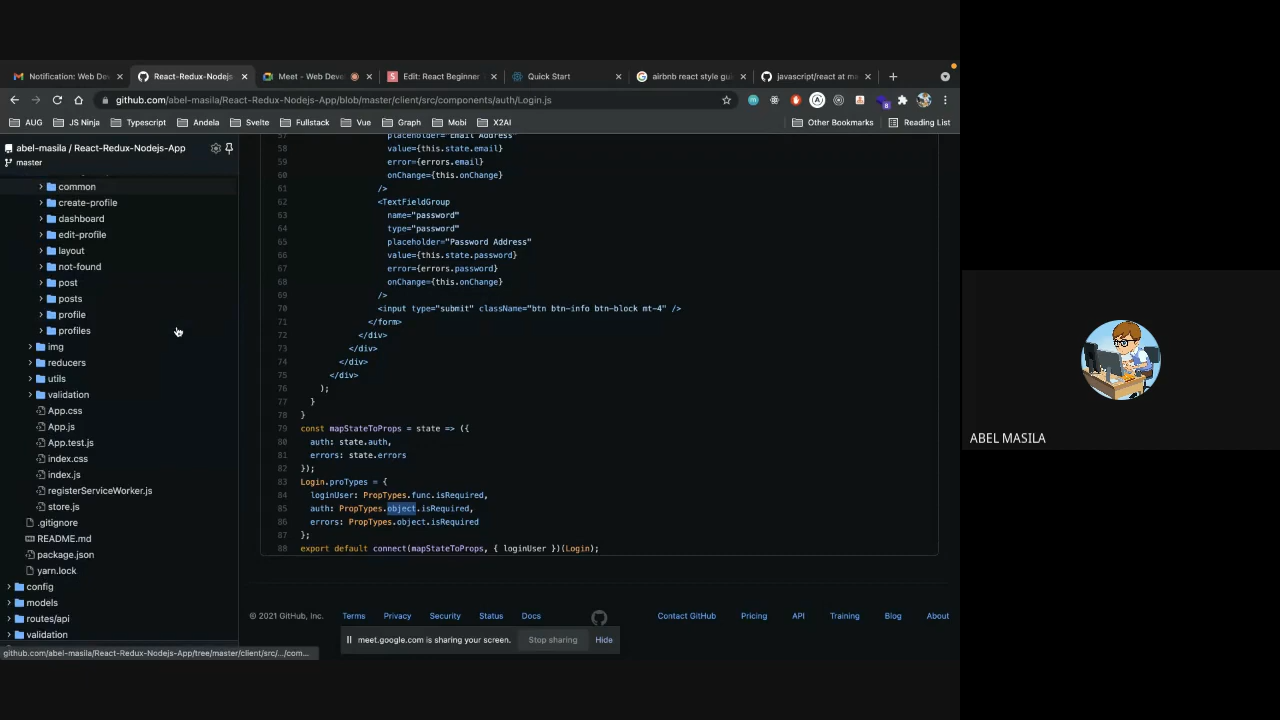 Notification: Web Dev
React-Redux-Nodejs-
Meet - Web Deve
Edit: React Beginner
Quick Start
airbnb react style gui
javascript/react at ma
github.com/abel-masila/React-Redux-Nodejs-App/blob/master/client/src/components/auth/Login.js
AUG
JS Ninja
Typescript
Andela
Svelte
Fullstack
Vue
Graph
Mobi
X2AI
Other Bookmarks
Reading List
abel-masila / React-Redux-Nodejs-App
master
common
create-profile
dashboard
edit-profile
layout
not-found
post
posts
profile
profiles
img
reducers
utils
validation
App.css
App.js
App.test.js
index.css
index.js
registerServiceWorker.js
store.js
.gitignore
README.md
package.json
yarn.lock
config
models
routes/api
validation
github.com/abel-masila/React-Redux-Nodejs-App/tree/master/client/src/.../com...
57 placeholder="Email Address"
58 value={this.state.email}
59 error={errors.email}
60 onChange={this.onChange}
61 />
62 <TextFieldGroup
63 name="password"
64 type="password"
65 placeholder="Password Address"
66 value={this.state.password}
67 error={errors.password}
68 onChange={this.onChange}
69 />
70 <input type="submit" className="btn btn-info btn-block mt-4" />
71 </form>
72 </div>
73 </div>
74 </div>
75 </div>
76 );
77 }
78 }
79 const mapStateToProps = state => ({
80 auth: state.auth,
81 errors: state.errors
82 });
83 Login.proTypes = {
84 loginUser: PropTypes.func.isRequired,
85 auth: PropTypes.object.isRequired,
86 errors: PropTypes.object.isRequired
87 };
88 export default connect(mapStateToProps, { loginUser })(Login);
© 2021 GitHub, Inc.
Terms
Privacy
Security
Status
Docs
Contact GitHub
Pricing
API
Training
Blog
About
meet.google.com is sharing your screen.
Stop sharing
Hide
ABEL MASILA